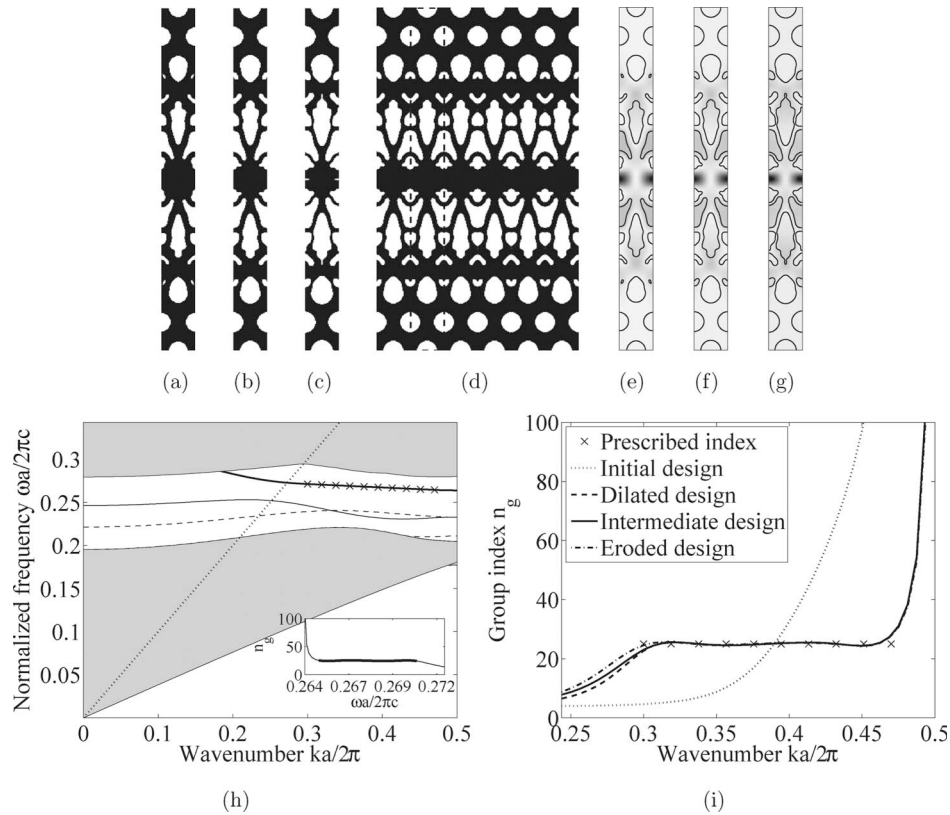 (a) (b) (c) (d) (e) (f) (g)
Normalized frequency ωa/2πc
0.3
0.25
0.2
0.15
0.1
0.05
0 0.1 0.2 0.3 0.4 0.5
Wavenumber ka/2π
n_g
100
50
0
0.264 0.267 0.269 0.272
ωa/2πc
(h)
Group index n_g
100
80
60
40
20
0
0.25 0.3 0.35 0.4 0.45 0.5
Wavenumber ka/2π
Prescribed index
Initial design
Dilated design
Intermediate design
Eroded design
(i)